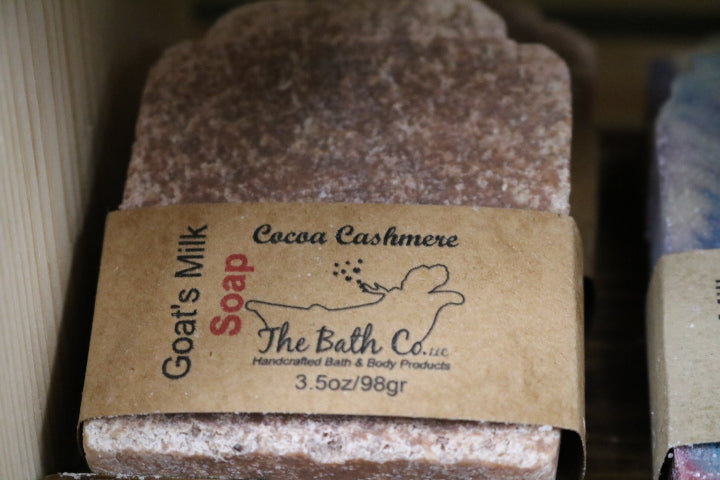 Cocoa Cashmere
Goat's Milk
Soap
The Bath Co. LLC
Handcrafted Bath & Body Products
3.5oz/98gr